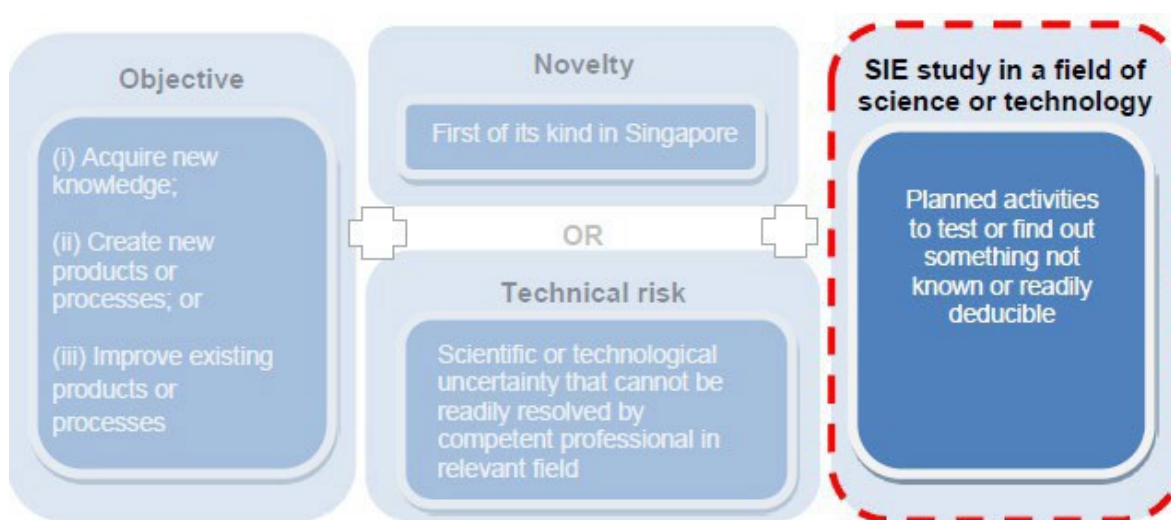 Objective
(i) Acquire new
knowledge;
(ii) Create new
products or
processes; or
(iii) Improve existing
products or
processes
Novelty
First of its kind in Singapore
OR
Technical risk
Scientific or technological
uncertainty that cannot be
readily resolved by
competent professional in
relevant field
SIE study in a field of
science or technology
Planned activities
to test or find out
something not
known or readily
deducible